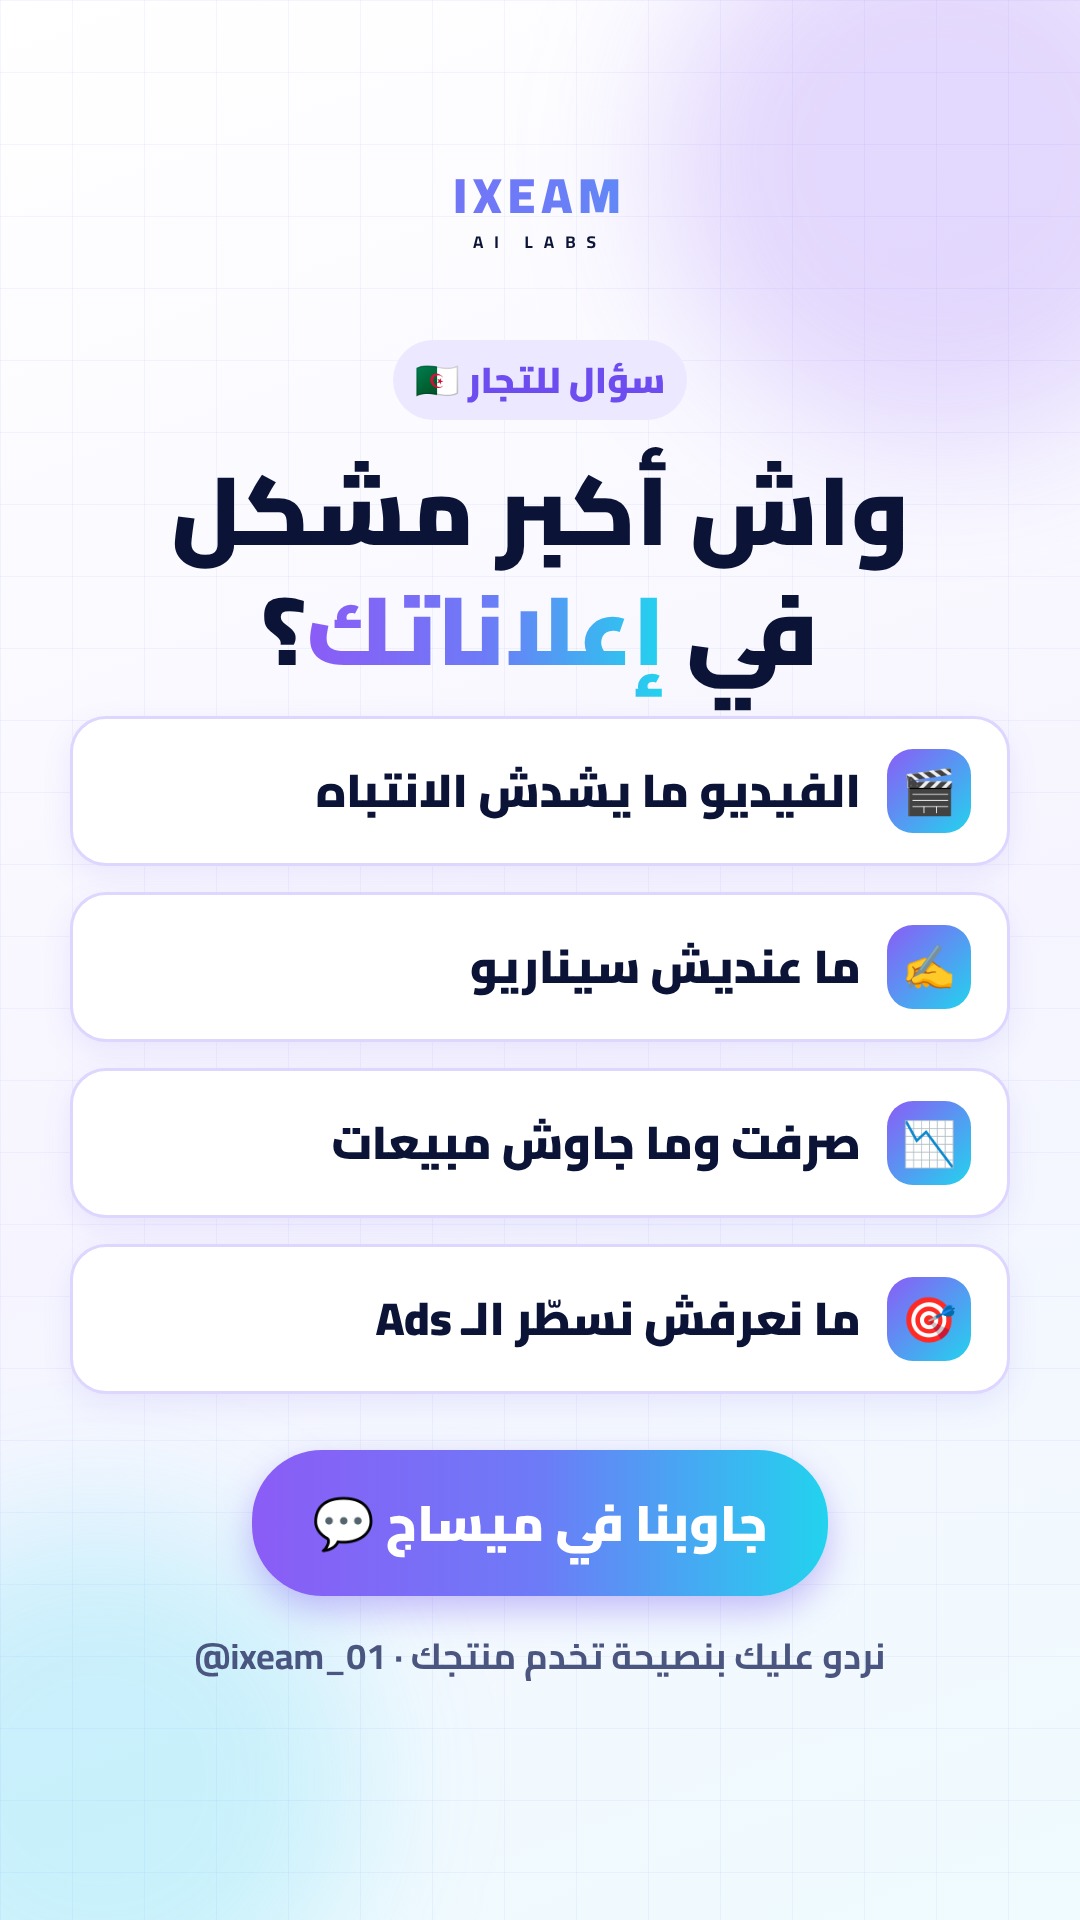 IXEAM
AI LABS
سؤال للتجار 🇩🇿
واش أكبر مشكل
في إعلاناتك؟
الفيديو ما يشدش الانتباه
ما عنديش سيناريو
صرفت وما جاوش مبيعات
ما نعرفش نسطّر الـ Ads
جاوبنا في ميساج 💬
نردو عليك بنصيحة تخدم منتجك · @ixeam_01